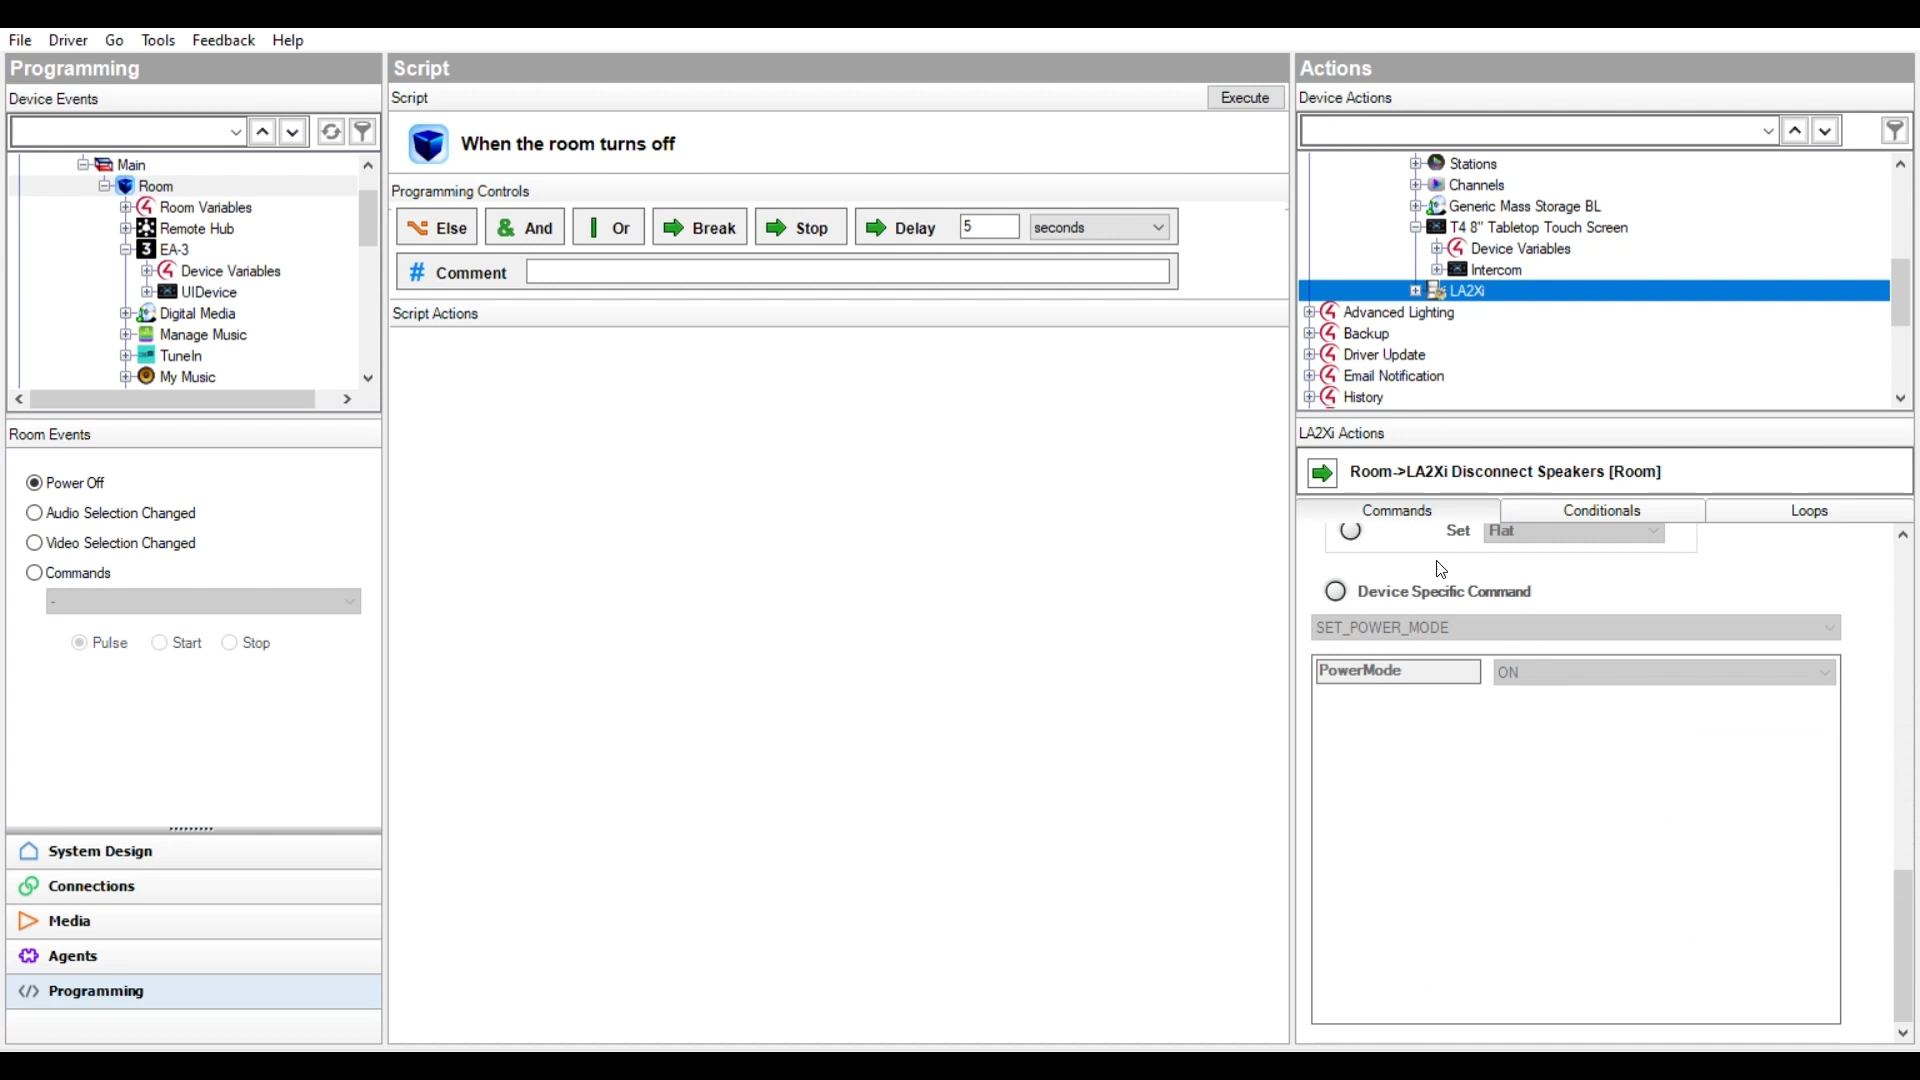 File Driver Go Tools Feedback Help
Programming
Device Events
Main
Room
Room Variables
Remote Hub
EA-3
Device Variables
UIDevice
Digital Media
Manage Music
TuneIn
My Music
Room Events
Power Off
Audio Selection Changed
Video Selection Changed
Commands
-
Pulse Start Stop
System Design
Connections
Media
Agents
Programming
Script
Script Execute
When the room turns off
Programming Controls
Else And Or Break Stop Delay 5 seconds
# Comment
Script Actions
Actions
Device Actions
Stations
Channels
Generic Mass Storage BL
T4 8" Tabletop Touch Screen
Device Variables
Intercom
LA2Xi
Advanced Lighting
Backup
Driver Update
Email Notification
History
LA2Xi Actions
Room->LA2Xi Disconnect Speakers [Room]
Commands Conditionals Loops
Set Flat
Device Specific Command
SET_POWER_MODE
PowerMode ON